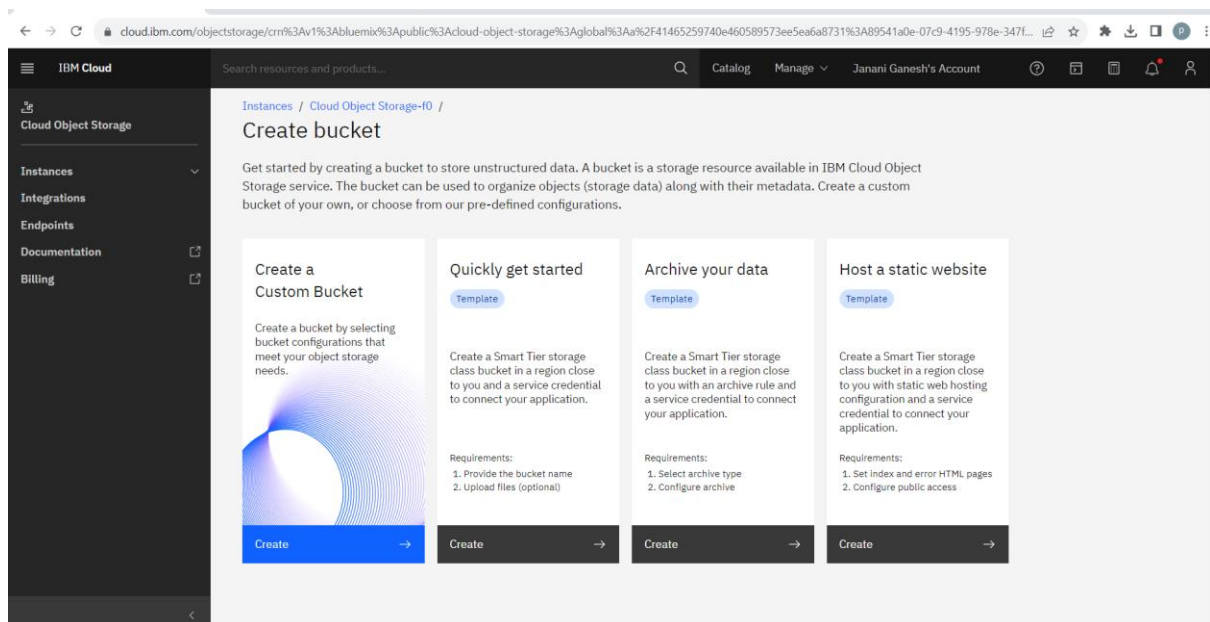 cloud.ibm.com/objectstorage/crn%3Av1%3Abluemix%3Apublic%3Acloud-object-storage%3Aglobal%3Aa%2F41465259740e460589573ee5ea6a8731%3A89541a0e-07c9-4195-978e-347f...
P
IBM Cloud
Search resources and products...
Catalog
Manage
Janani Ganesh's Account
Cloud Object Storage
Instances
Integrations
Endpoints
Documentation
Billing
Instances / Cloud Object Storage-f0 /
Create bucket
Get started by creating a bucket to store unstructured data. A bucket is a storage resource available in IBM Cloud Object
Storage service. The bucket can be used to organize objects (storage data) along with their metadata. Create a custom
bucket of your own, or choose from our pre-defined configurations.
Create a
Custom Bucket
Create a bucket by selecting
bucket configurations that
meet your object storage
needs.
Create
Quickly get started
Template
Create a Smart Tier storage
class bucket in a region close
to you and a service credential
to connect your application.
Requirements:
1. Provide the bucket name
2. Upload files (optional)
Create
Archive your data
Template
Create a Smart Tier storage
class bucket in a region close
to you with an archive rule and
a service credential to connect
your application.
Requirements:
1. Select archive type
2. Configure archive
Create
Host a static website
Template
Create a Smart Tier storage
class bucket in a region close
to you with static web hosting
configuration and a service
credential to connect your
application.
Requirements:
1. Set index and error HTML pages
2. Configure public access
Create